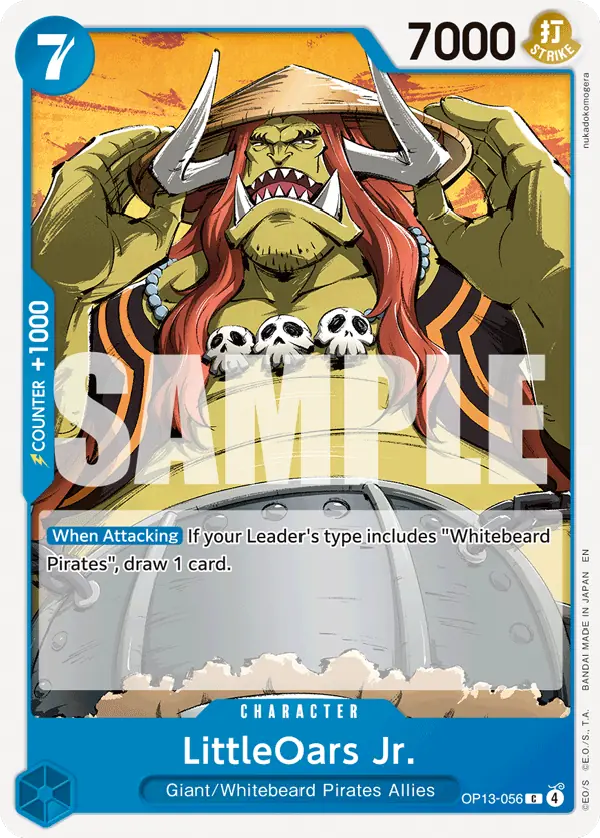 7
7000
打
STRIKE
nukadokomogera
COUNTER +1000
SAMPLE
When Attacking If your Leader's type includes "Whitebeard
Pirates", draw 1 card.
CHARACTER
LittleOars Jr.
Giant/Whitebeard Pirates Allies
OP13-056 C 4
©E.O/S ©E.O./S., T.A. BANDAI MADE IN JAPAN EN